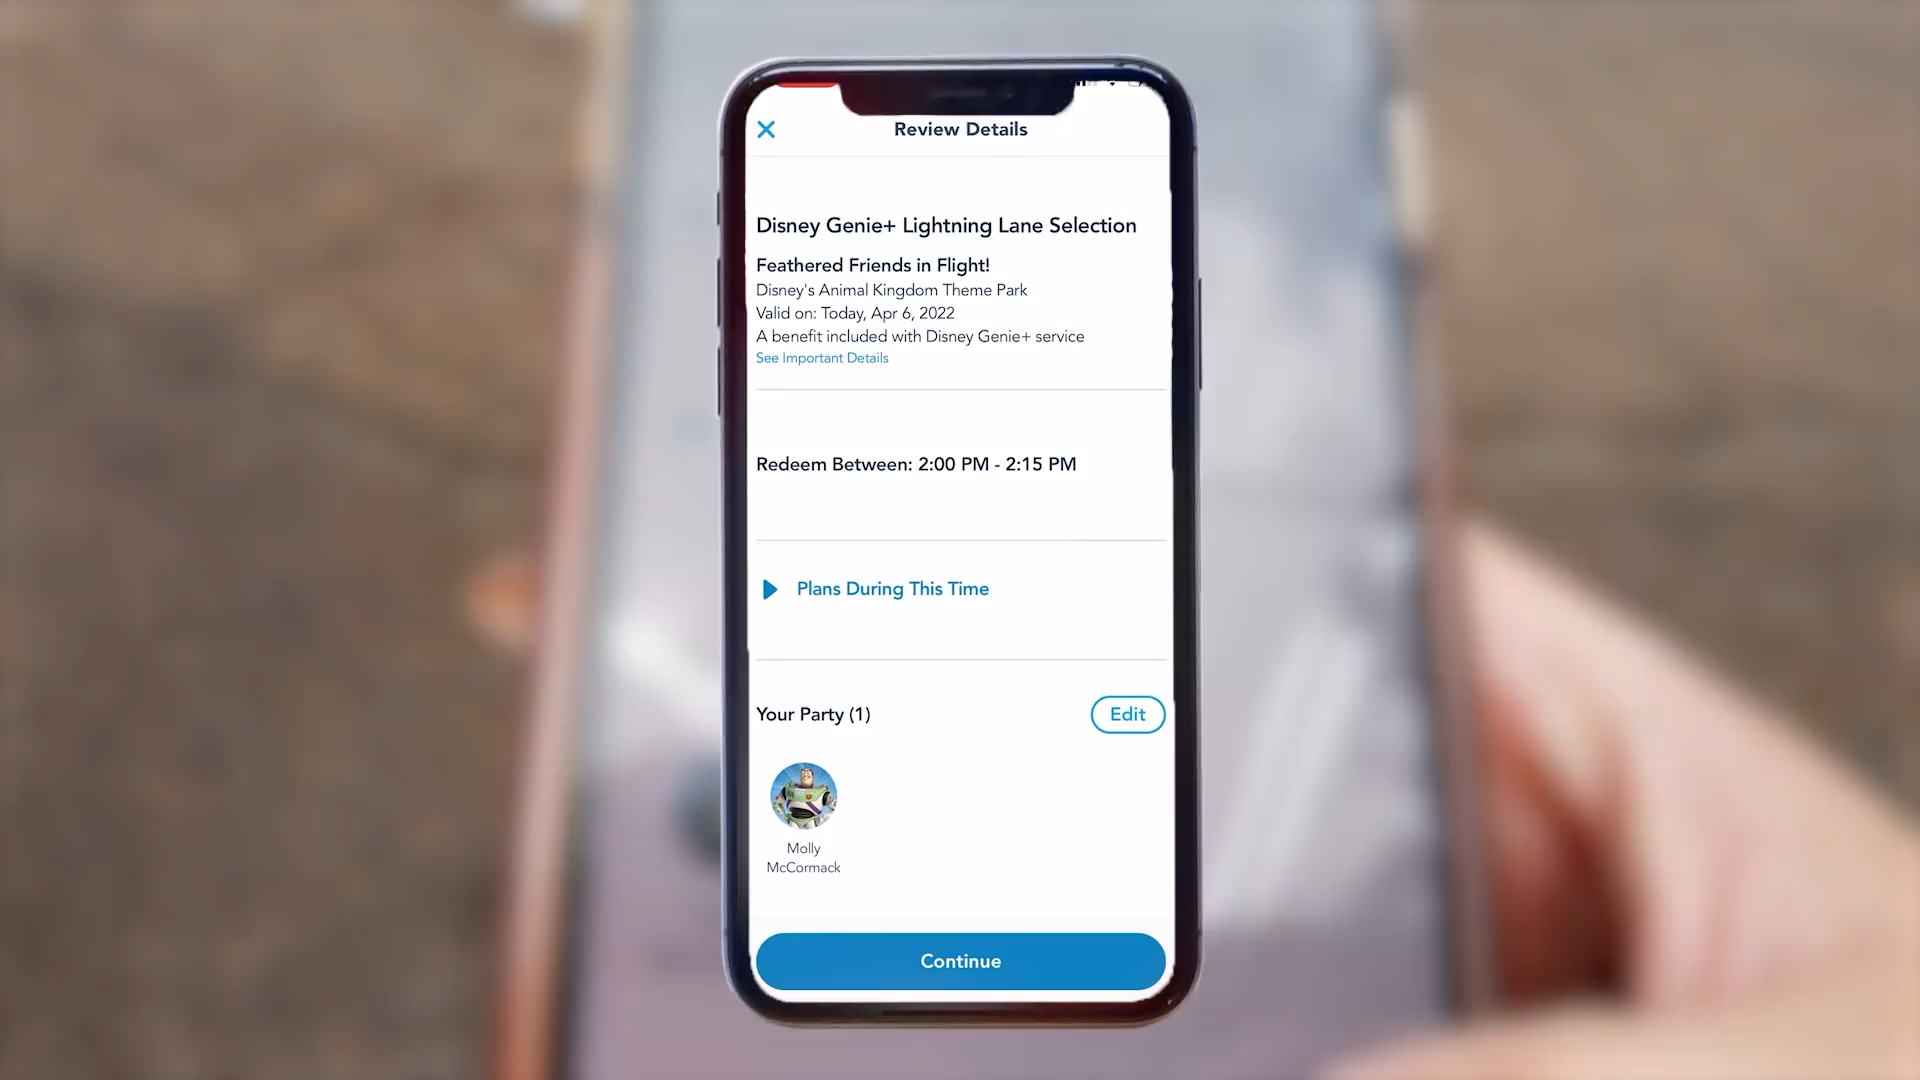 Review Details
Disney Genie+ Lightning Lane Selection
Feathered Friends in Flight!
Disney's Animal Kingdom Theme Park
Valid on: Today, Apr 6, 2022
A benefit included with Disney Genie+ service
See Important Details
Redeem Between: 2:00 PM - 2:15 PM
Plans During This Time
Your Party (1)
Edit
Molly
McCormack
Continue